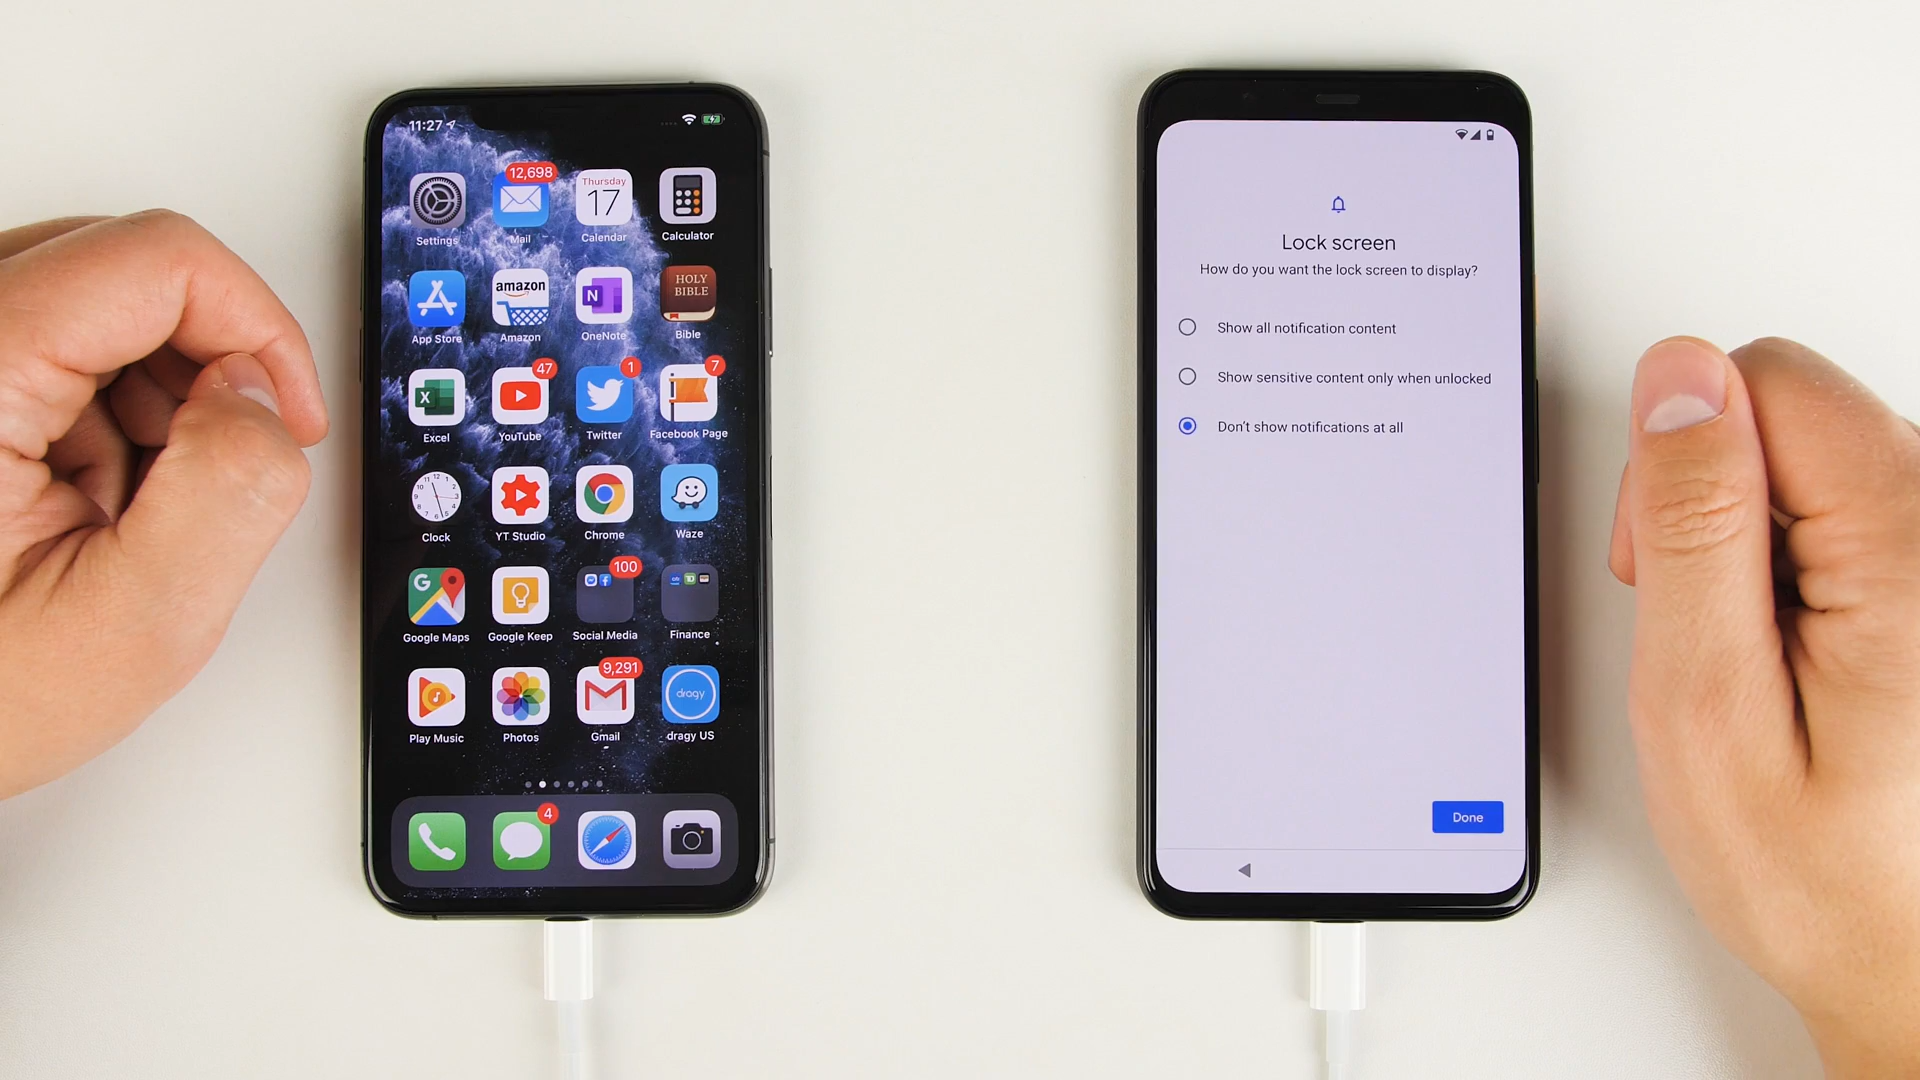 11:27
12,698
Thursday
17
Settings
Mail
Calendar
Calculator
amazon
N
HOLY
BIBLE
App Store
Amazon
OneNote
Bible
47
1
7
X
Excel
YouTube
Twitter
Facebook Page
Clock
YT Studio
Chrome
Waze
100
G
Google Maps
Google Keep
Social Media
Finance
9,291
dragy
Play Music
Photos
Gmail
dragy US
4
Lock screen
How do you want the lock screen to display?
Show all notification content
Show sensitive content only when unlocked
Don't show notifications at all
Done